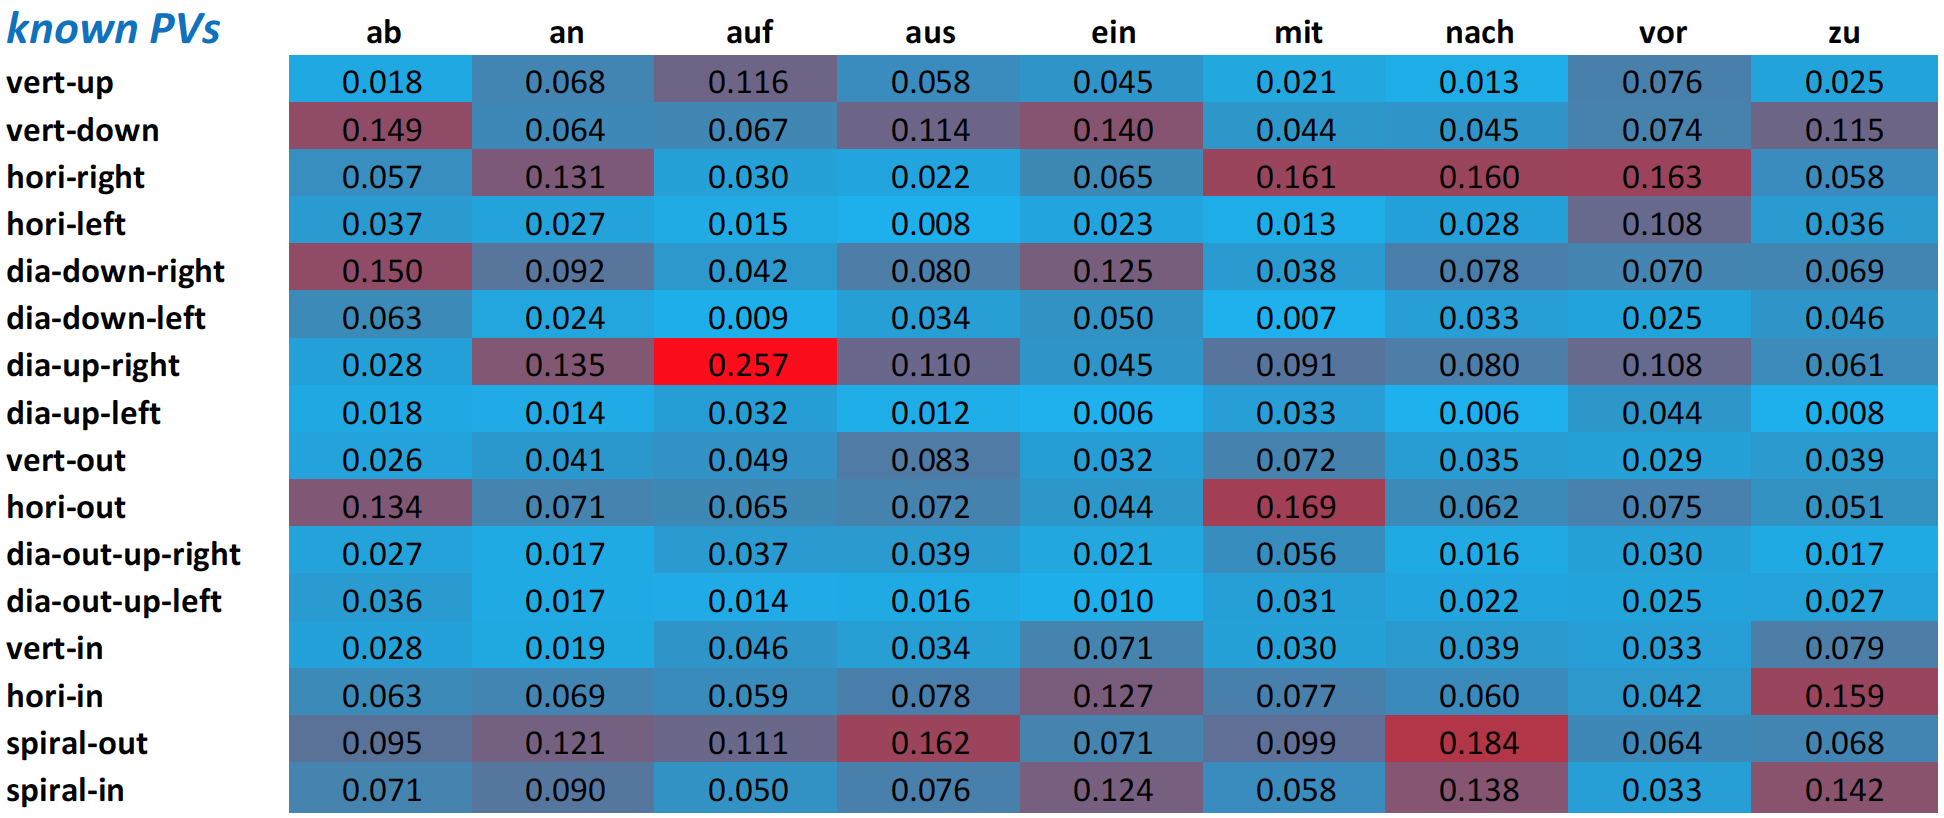 known PVs ab an auf aus ein mit nach vor zu
vert-up 0.018 0.068 0.116 0.058 0.045 0.021 0.013 0.076 0.025
vert-down 0.149 0.064 0.067 0.114 0.140 0.044 0.045 0.074 0.115
hori-right 0.057 0.131 0.030 0.022 0.065 0.161 0.160 0.163 0.058
hori-left 0.037 0.027 0.015 0.008 0.023 0.013 0.028 0.108 0.036
dia-down-right 0.150 0.092 0.042 0.080 0.125 0.038 0.078 0.070 0.069
dia-down-left 0.063 0.024 0.009 0.034 0.050 0.007 0.033 0.025 0.046
dia-up-right 0.028 0.135 0.257 0.110 0.045 0.091 0.080 0.108 0.061
dia-up-left 0.018 0.014 0.032 0.012 0.006 0.033 0.006 0.044 0.008
vert-out 0.026 0.041 0.049 0.083 0.032 0.072 0.035 0.029 0.039
hori-out 0.134 0.071 0.065 0.072 0.044 0.169 0.062 0.075 0.051
dia-out-up-right 0.027 0.017 0.037 0.039 0.021 0.056 0.016 0.030 0.017
dia-out-up-left 0.036 0.017 0.014 0.016 0.010 0.031 0.022 0.025 0.027
vert-in 0.028 0.019 0.046 0.034 0.071 0.030 0.039 0.033 0.079
hori-in 0.063 0.069 0.059 0.078 0.127 0.077 0.060 0.042 0.159
spiral-out 0.095 0.121 0.111 0.162 0.071 0.099 0.184 0.064 0.068
spiral-in 0.071 0.090 0.050 0.076 0.124 0.058 0.138 0.033 0.142